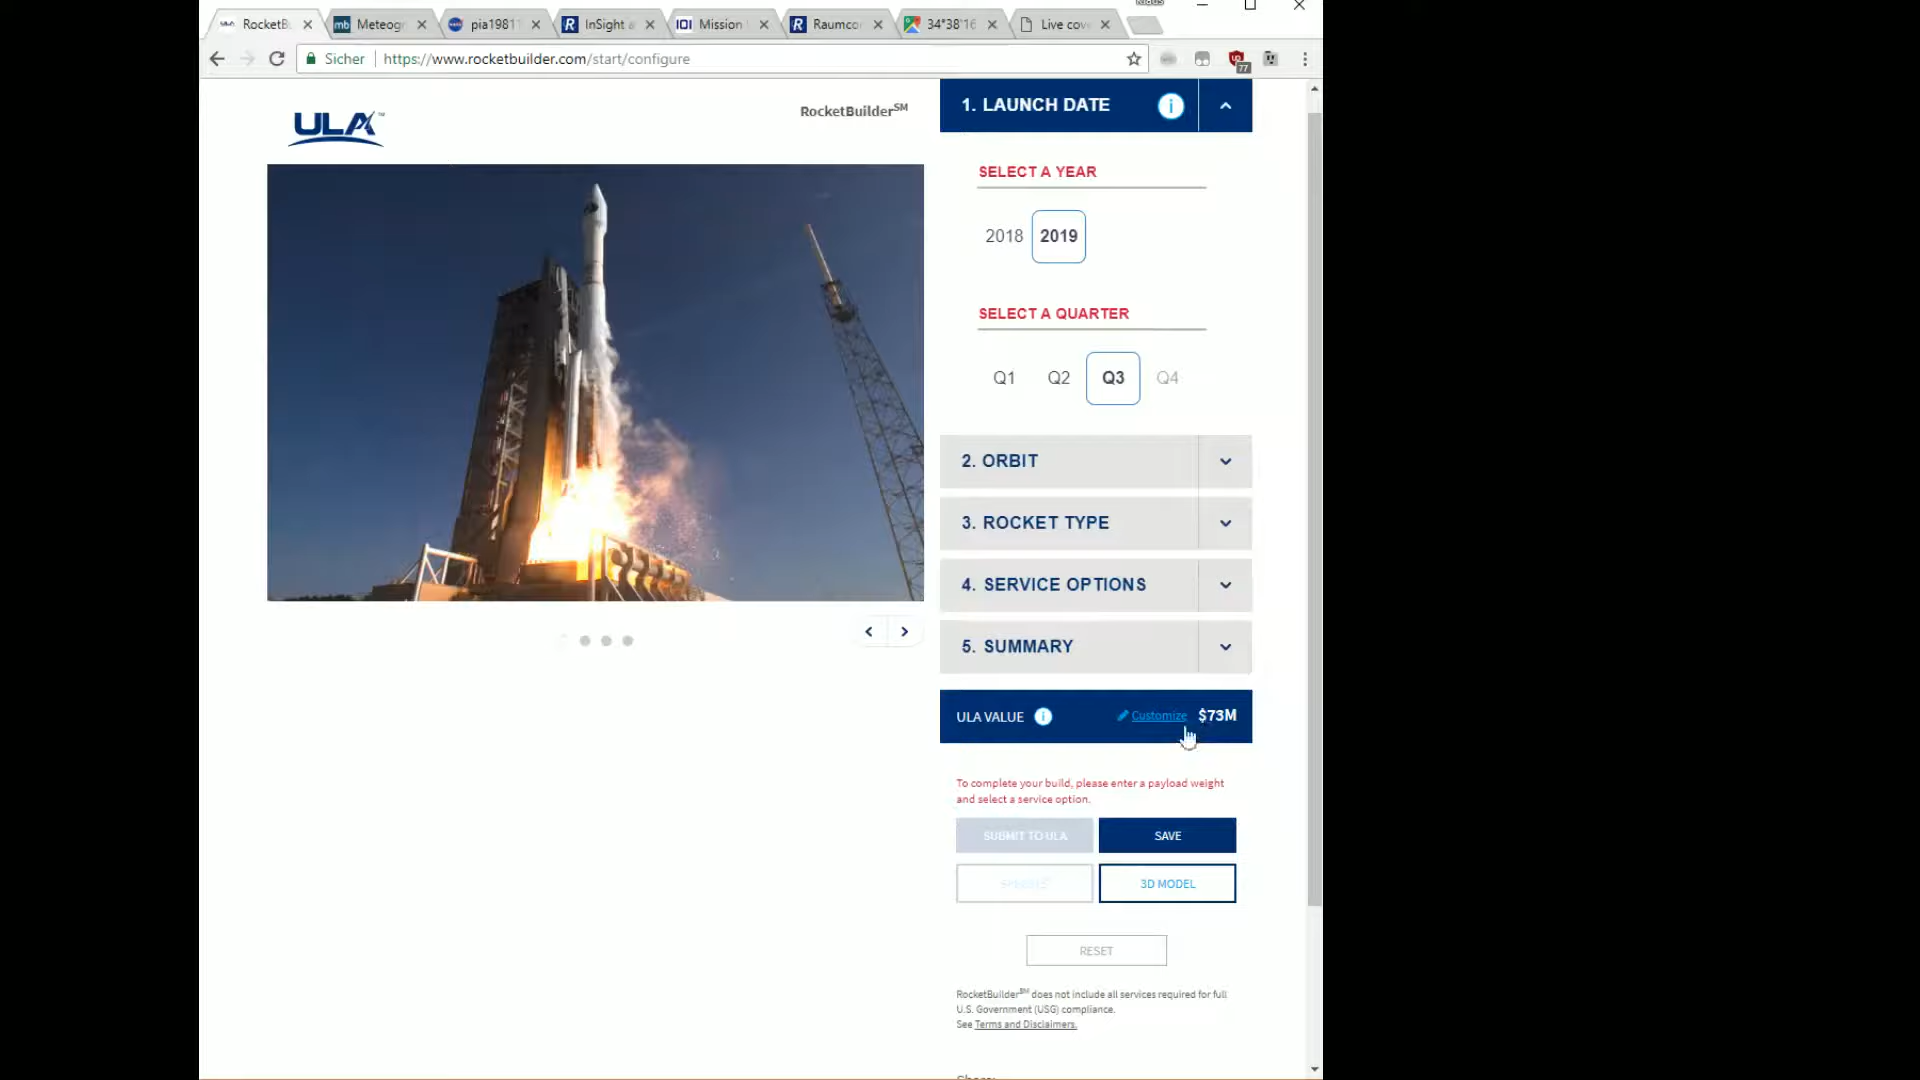 RocketB
Meteog
pia1981
InSight a
Mission
Raumco
34°38'16
Live cov
Sicher
https://www.rocketbuilder.com/start/configure
77
ULA
RocketBuilderSM
1. LAUNCH DATE
SELECT A YEAR
2018
2019
SELECT A QUARTER
Q1
Q2
Q3
Q4
2. ORBIT
3. ROCKET TYPE
4. SERVICE OPTIONS
5. SUMMARY
ULA VALUE
Customize
$73M
To complete your build, please enter a payload weight
and select a service option.
SUBMIT TO ULA
SAVE
3D MODEL
RESET
RocketBuilderSM does not include all services required for full
U.S. Government (USG) compliance.
See Terms and Disclaimers.